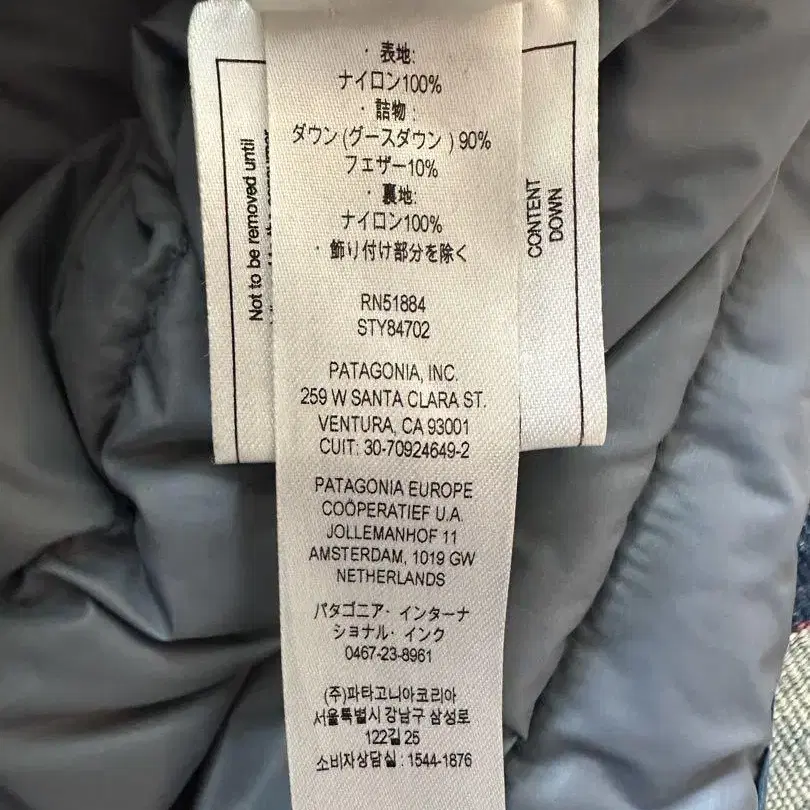 · 表地:
ナイロン100%
· 詰物 :
ダウン (グースダウン ) 90%
フェザー10%
· 裏地:
ナイロン100%
· 飾り付け部分を除く
RN51884
STY84702
PATAGONIA, INC.
259 W SANTA CLARA ST.
VENTURA, CA 93001
CUIT: 30-70924649-2
PATAGONIA EUROPE
COÖPERATIEF U.A.
JOLLEMANHOF 11
AMSTERDAM, 1019 GW
NETHERLANDS
パタゴニア · インターナ
ショナル · インク
0467-23-8961
(주)파타고니아코리아
서울특별시 강남구 삼성로
122길 25
소비자상담실 : 1544-1876
Not to be removed until
CONTENT
DOWN